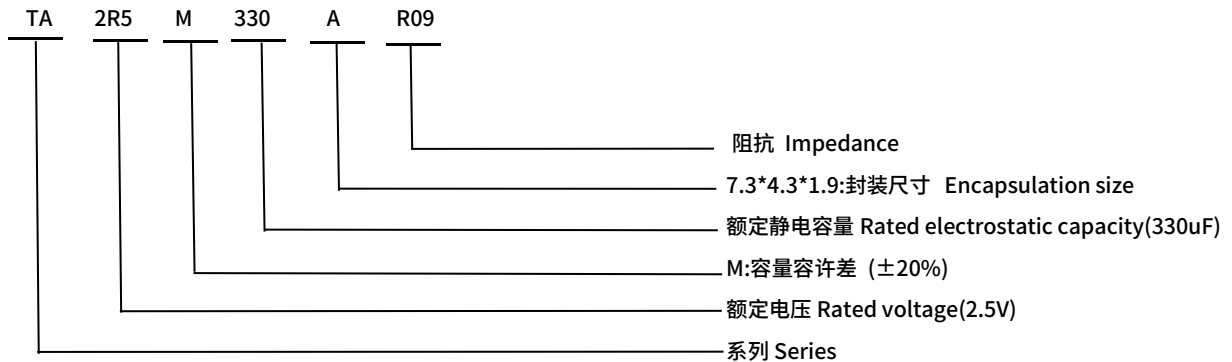 TA 2R5 M 330 A R09
阻抗 Impedance
7.3*4.3*1.9:封装尺寸 Encapsulation size
额定静电容量 Rated electrostatic capacity(330uF)
M:容量容许差 (±20%)
额定电压 Rated voltage(2.5V)
系列 Series